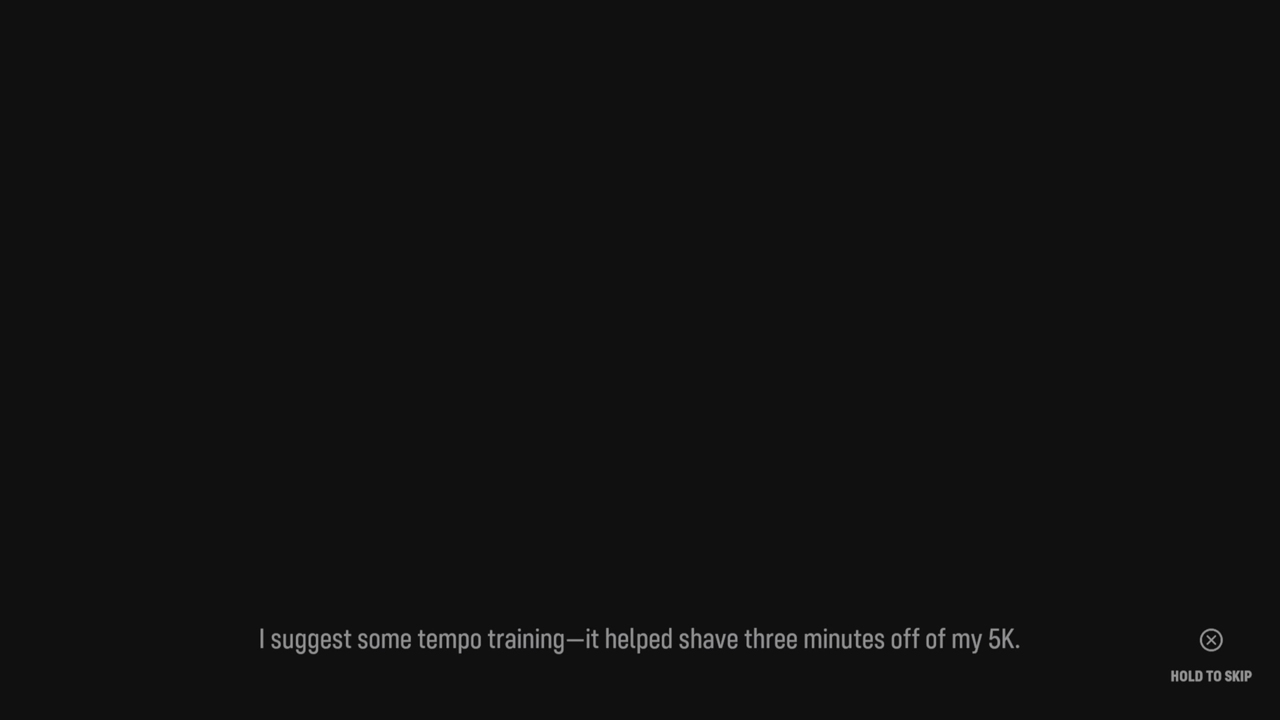 I suggest some tempo training—it helped shave three minutes off of my 5K.
HOLD TO SKIP